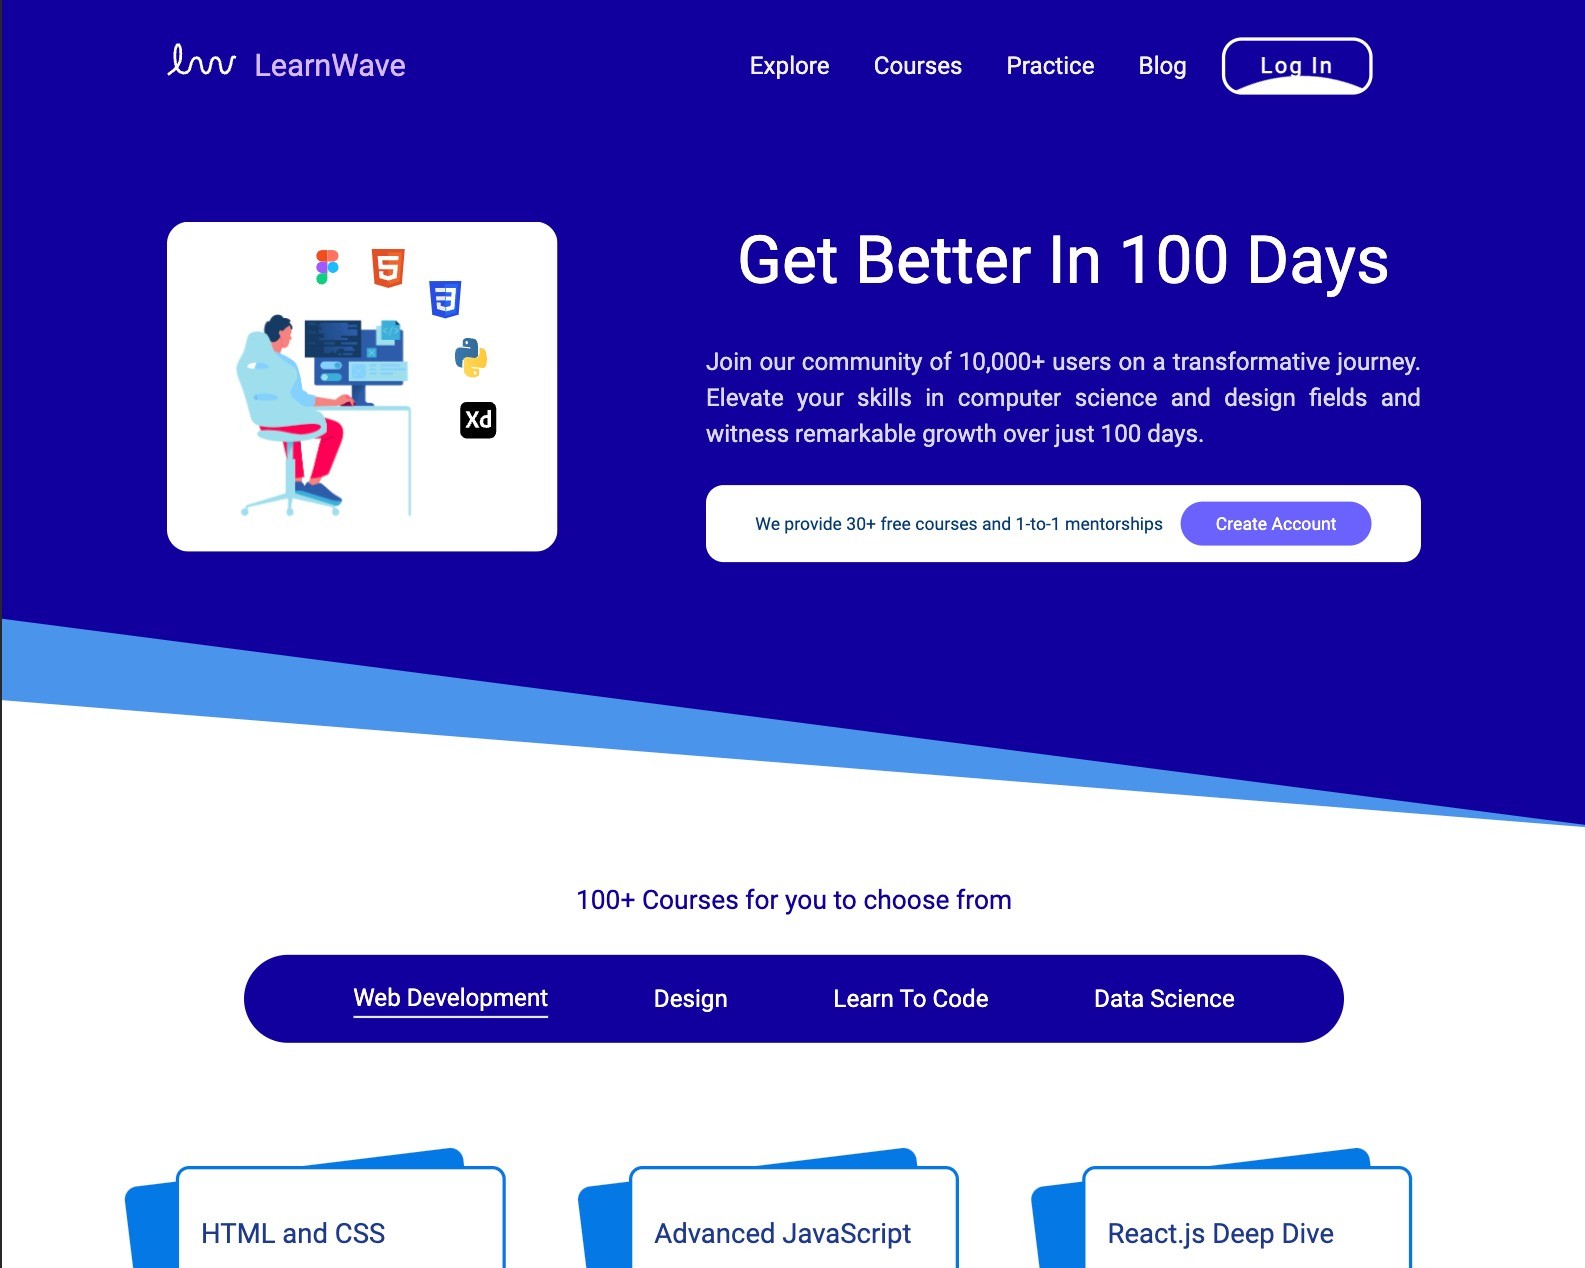 lw LearnWave
Explore Courses Practice Blog Log In
Get Better In 100 Days
Join our community of 10,000+ users on a transformative journey.
Elevate your skills in computer science and design fields and
witness remarkable growth over just 100 days.
We provide 30+ free courses and 1-to-1 mentorships Create Account
5
3
Xd
100+ Courses for you to choose from
Web Development Design Learn To Code Data Science
HTML and CSS Advanced JavaScript React.js Deep Dive